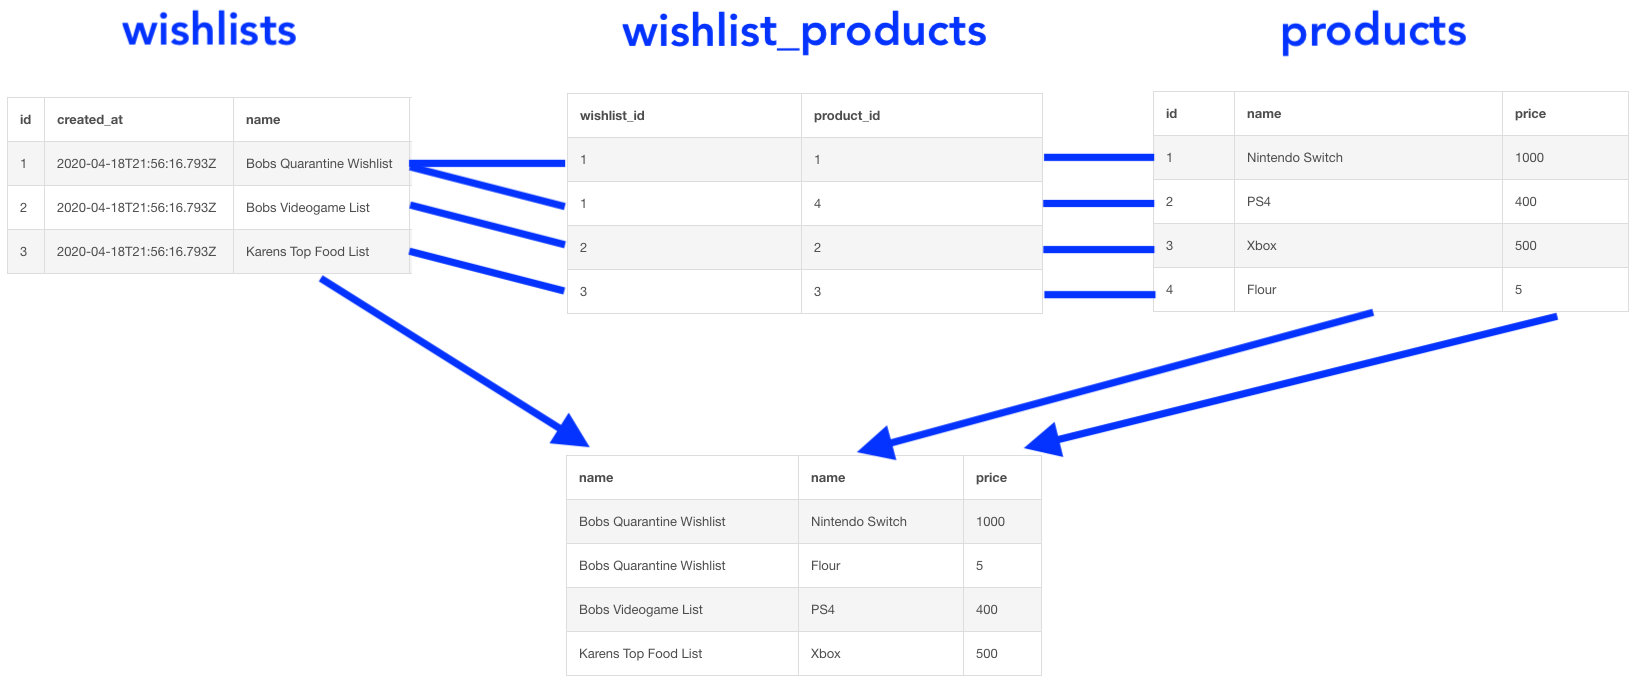 wishlists
id created_at name
1 2020-04-18T21:56:16.793Z Bobs Quarantine Wishlist
2 2020-04-18T21:56:16.793Z Bobs Videogame List
3 2020-04-18T21:56:16.793Z Karens Top Food List
wishlist_products
wishlist_id product_id
1 1
1 4
2 2
3 3
products
id name price
1 Nintendo Switch 1000
2 PS4 400
3 Xbox 500
4 Flour 5
name name price
Bobs Quarantine Wishlist Nintendo Switch 1000
Bobs Quarantine Wishlist Flour 5
Bobs Videogame List PS4 400
Karens Top Food List Xbox 500